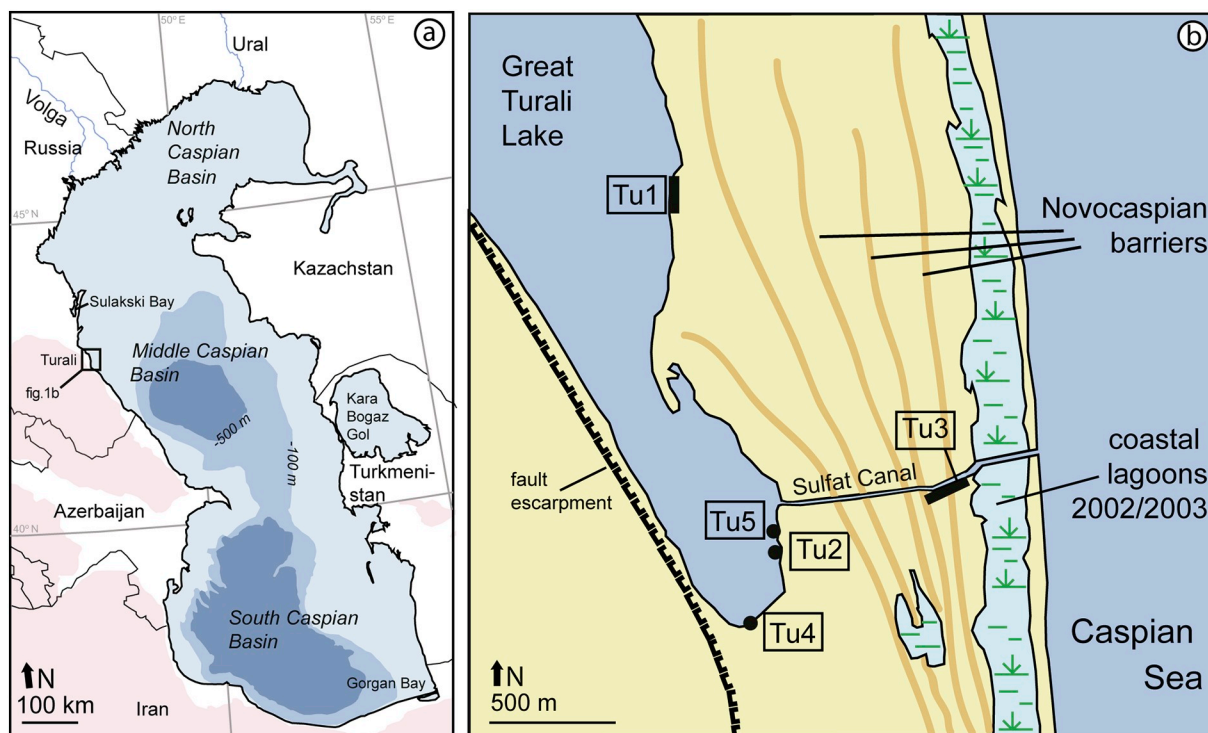 50° E
55° E
a
Ural
Volga
Russia
North
Caspian
Basin
45° N
Kazachstan
Sulakski Bay
Turali
fig.1b
Middle Caspian
Basin
-500 m
-100 m
Kara
Bogaz
Gol
Turkmeni-
stan
Azerbaijan
40° N
South Caspian
Basin
N
100 km
Gorgan Bay
Iran
b
Great
Turali
Lake
Tu1
Novocaspian
barriers
Tu3
fault
escarpment
Sulfat Canal
coastal
lagoons
2002/2003
Tu5
Tu2
Tu4
N
500 m
Caspian
Sea